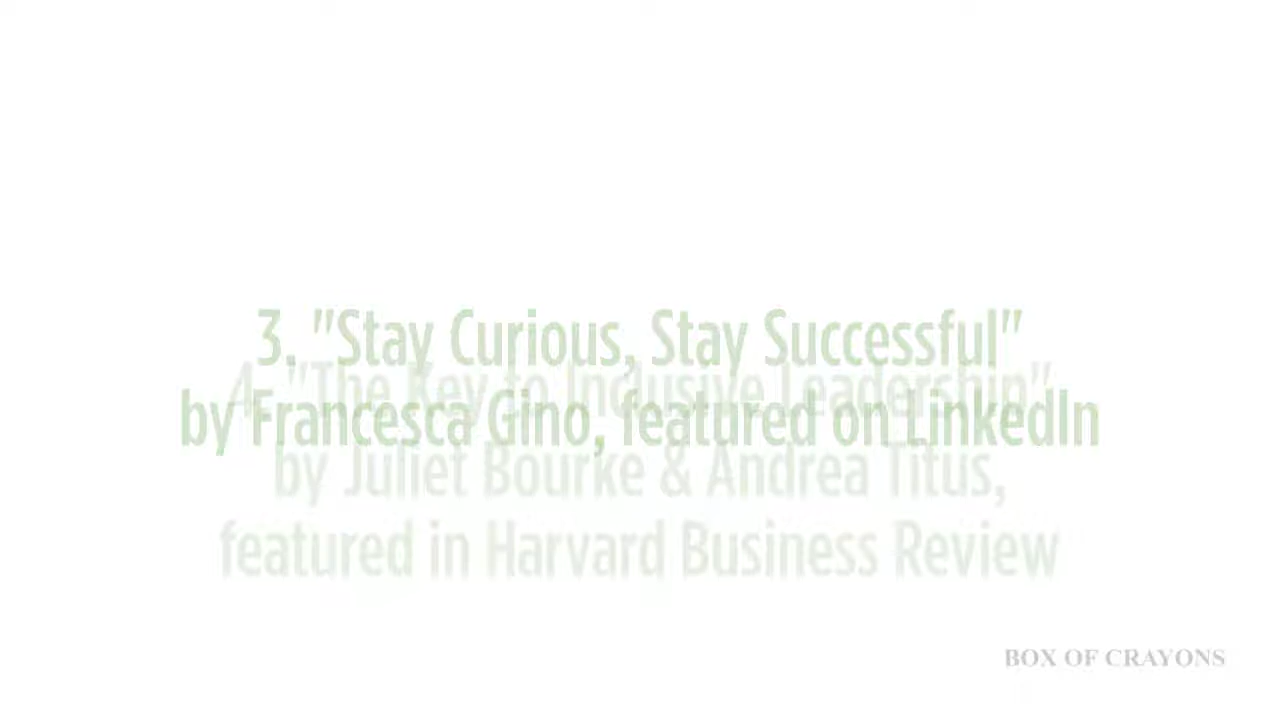 3. "Stay Curious, Stay Successful"
by Francesca Gino, featured on LinkedIn
4. "The Key to Inclusive Leadership"
by Juliet Bourke & Andrea Titus,
featured in Harvard Business Review
BOX OF CRAYONS